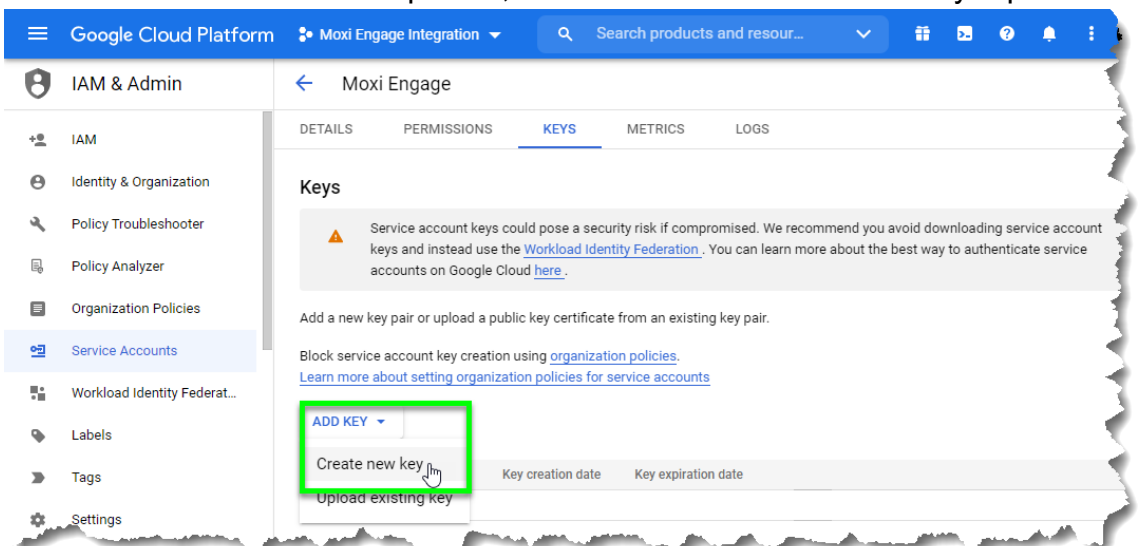 Google Cloud Platform
Moxi Engage Integration
Search products and resour...
IAM & Admin
Moxi Engage
DETAILS PERMISSIONS KEYS METRICS LOGS
IAM
Identity & Organization
Policy Troubleshooter
Policy Analyzer
Organization Policies
Service Accounts
Workload Identity Federat...
Labels
Tags
Settings
Keys
Service account keys could pose a security risk if compromised. We recommend you avoid downloading service account
keys and instead use the Workload Identity Federation . You can learn more about the best way to authenticate service
accounts on Google Cloud here .
Add a new key pair or upload a public key certificate from an existing key pair.
Block service account key creation using organization policies.
Learn more about setting organization policies for service accounts
ADD KEY
Create new key
Upload existing key
Key creation date Key expiration date